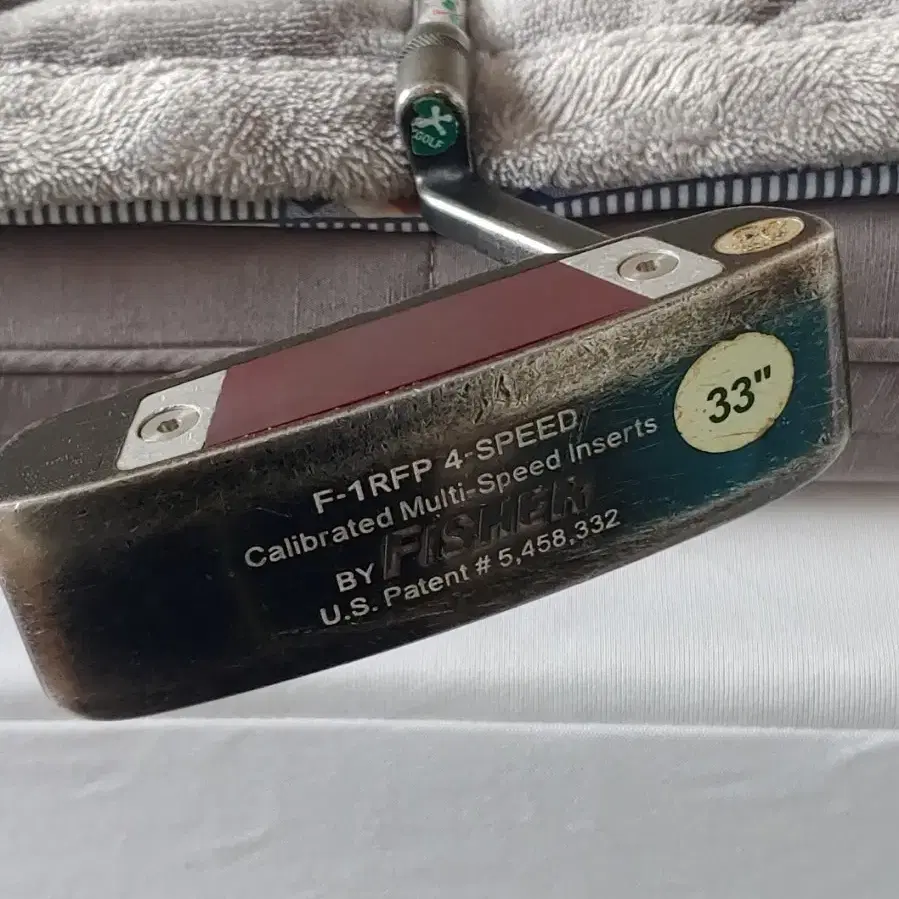 GOLF
33"
F-1RFP 4-SPEED
Calibrated Multi-Speed Inserts
BY FISHER
U.S. Patent # 5,458,332